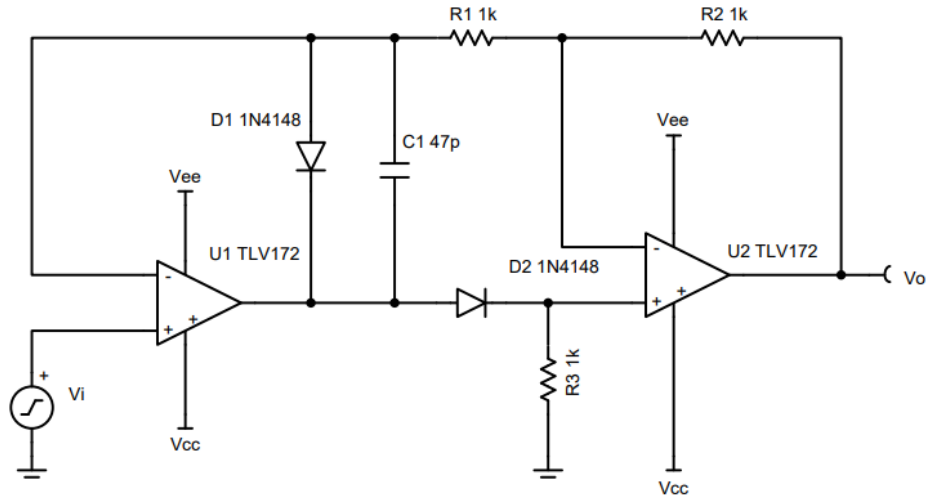 R1 1k
R2 1k
D1 1N4148
C1 47p
Vee
Vee
U1 TLV172
D2 1N4148
U2 TLV172
-
+
+
-
+
+
Vo
+
Vi
R3 1k
Vcc
Vcc